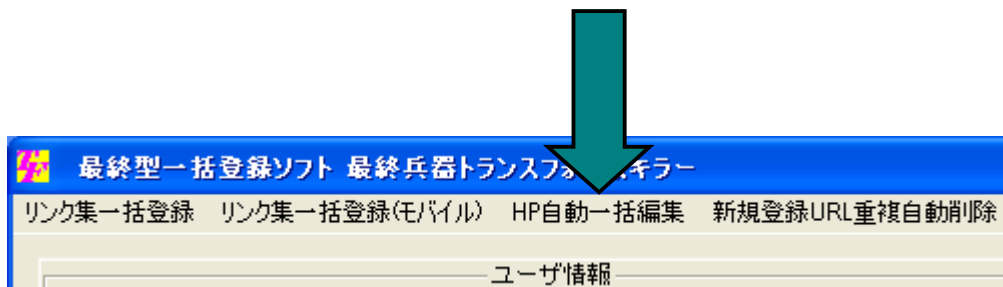 最終型一括登録ソフト 最終兵器トランスフォ キラー
リンク集一括登録 リンク集一括登録(モバイル) HP自動一括編集 新規登録URL重複自動削除
ユーザ情報